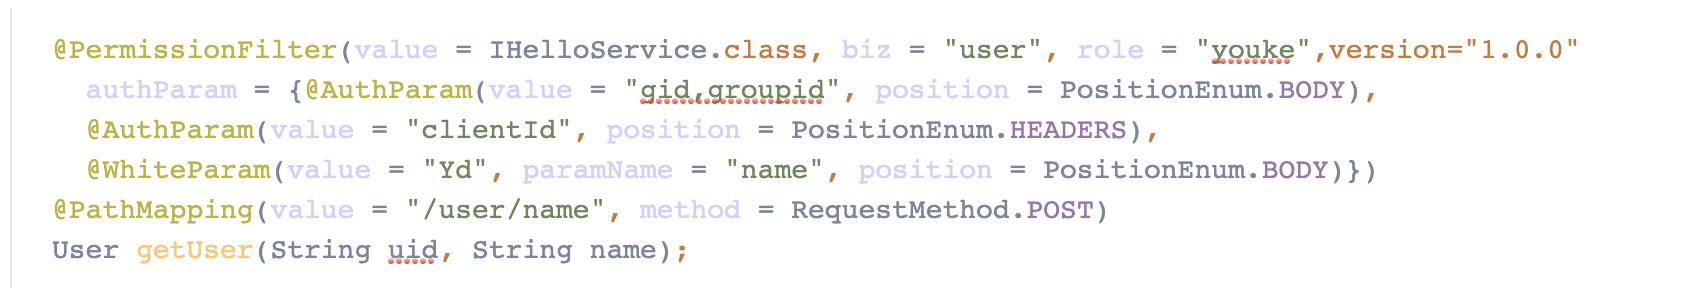 @PermissionFilter(value = IHelloService.class, biz = "user", role = "youke",version="1.0.0"
authParam = {@AuthParam(value = "gid,groupid", position = PositionEnum.BODY),
@AuthParam(value = "clientId", position = PositionEnum.HEADERS),
@WhiteParam(value = "Yd", paramName = "name", position = PositionEnum.BODY)})
@PathMapping(value = "/user/name", method = RequestMethod.POST)
User getUser(String uid, String name);